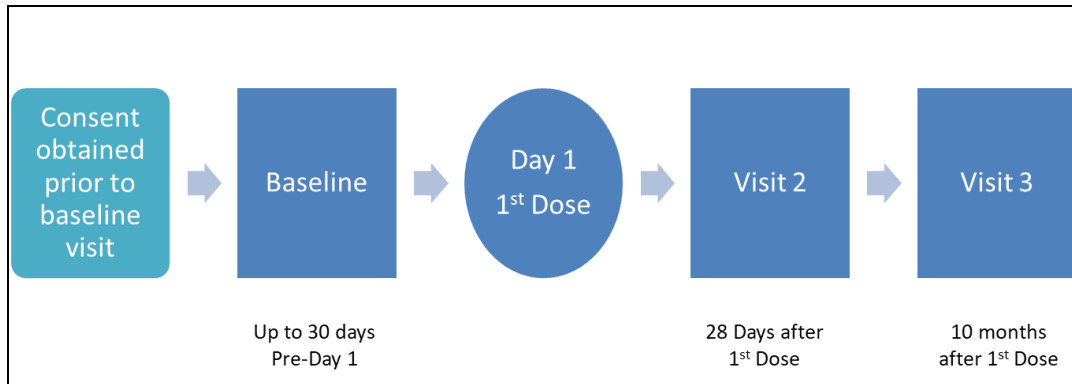 Consent
obtained
prior to
baseline
visit
Baseline
Day 1
1st Dose
Visit 2
Visit 3
Up to 30 days
Pre-Day 1
28 Days after
1st Dose
10 months
after 1st Dose